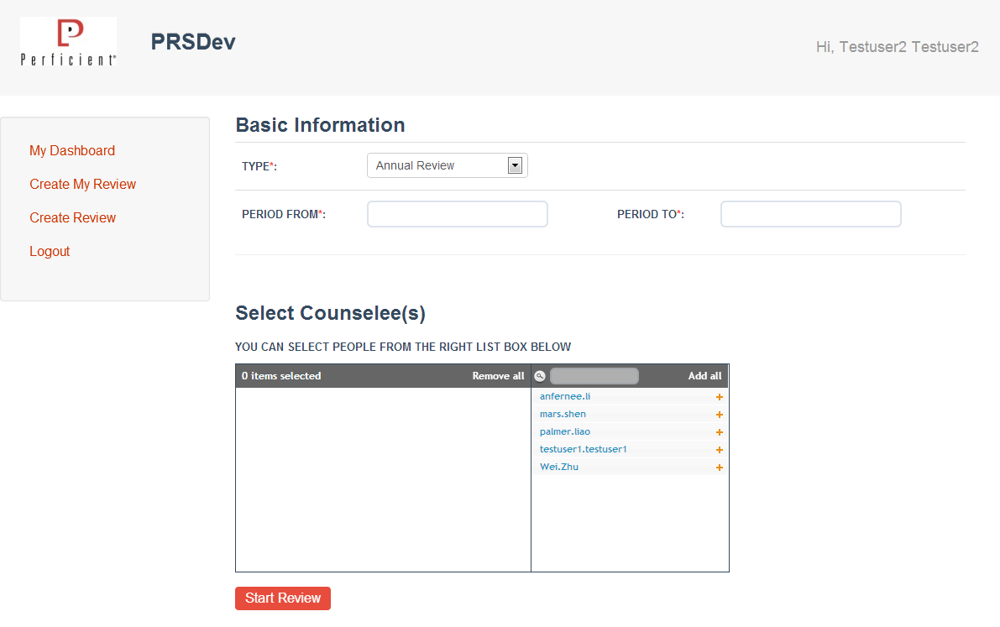 Perficient®
PRSDev
Hi, Testuser2 Testuser2
My Dashboard
Create My Review
Create Review
Logout
Basic Information
TYPE*:
Annual Review
PERIOD FROM*:
PERIOD TO*:
Select Counselee(s)
YOU CAN SELECT PEOPLE FROM THE RIGHT LIST BOX BELOW
0 items selected
Remove all
Add all
anfernee.li
mars.shen
palmer.liao
testuser1.testuser1
Wei.Zhu
Start Review